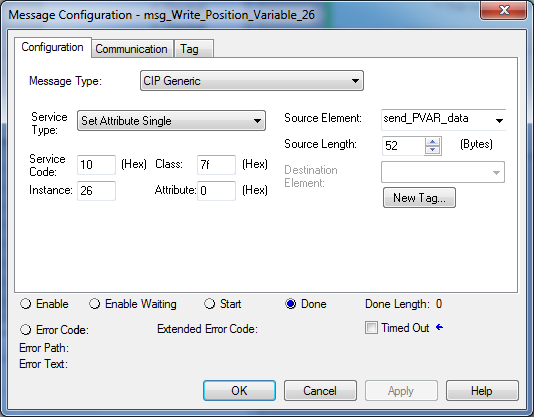 Message Configuration - msg_Write_Position_Variable_26
Configuration Communication Tag
Message Type: CIP Generic
Service Type: Set Attribute Single
Source Element: send_PVAR_data
Source Length: 52 (Bytes)
Service Code: 10 (Hex) Class: 7f (Hex)
Destination Element:
Instance: 26 Attribute: 0 (Hex)
New Tag...
Enable Enable Waiting Start Done Done Length: 0
Error Code: Extended Error Code: Timed Out
Error Path:
Error Text:
OK Cancel Apply Help